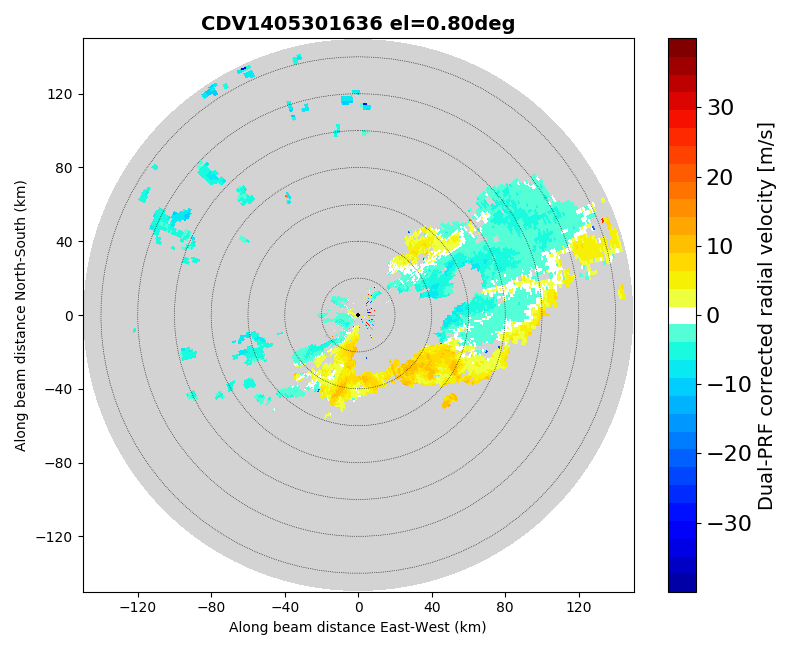 CDV1405301636 el=0.80deg
Along beam distance North-South (km)
120
80
40
0
−40
−80
−120
−120 −80 −40 0 40 80 120
Along beam distance East-West (km)
30
20
10
0
−10
−20
−30
Dual-PRF corrected radial velocity [m/s]